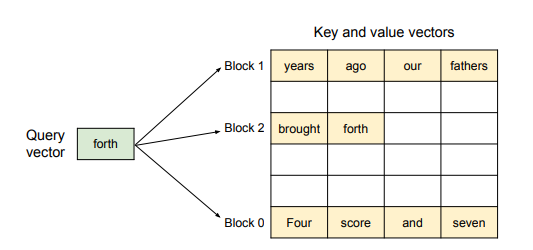 Key and value vectors
Block 1 years ago our fathers
Query vector
forth
Block 2 brought forth
Block 0 Four score and seven